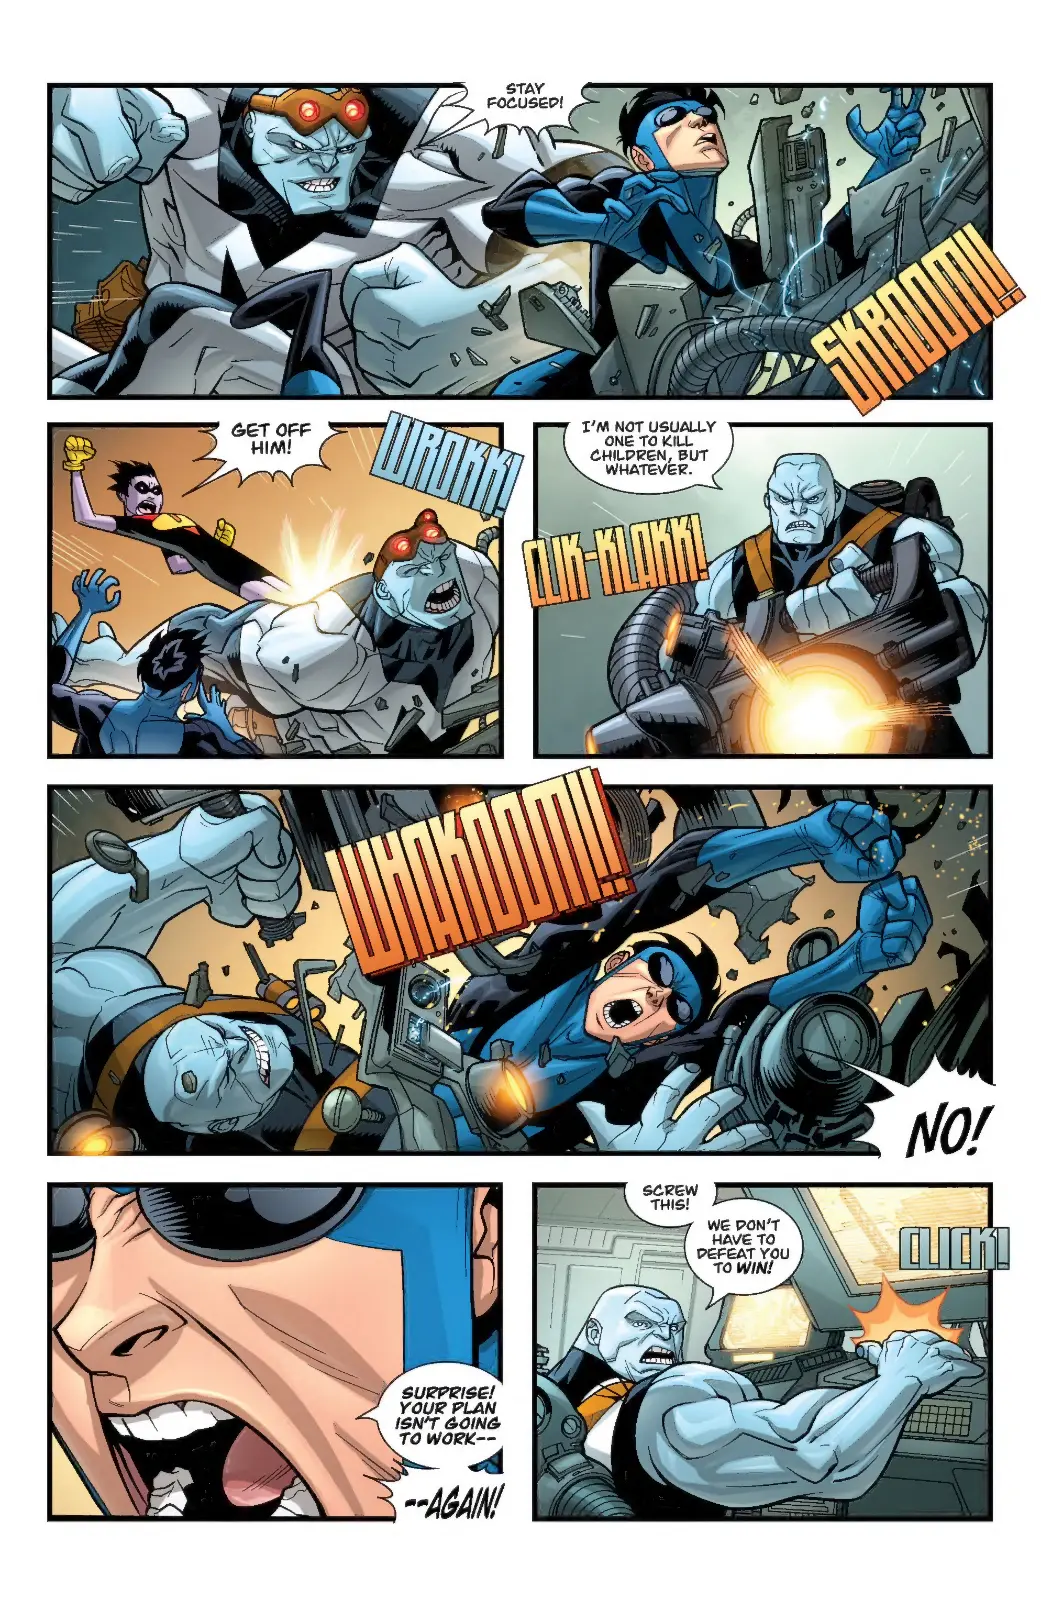 STAY
FOCUSED!
SKROOM!!
GET OFF
HIM!
WROKK!
I'M NOT USUALLY
ONE TO KILL
CHILDREN, BUT
WHATEVER.
CLIK-KLAKK!
WHAKOOM!!
NO!
SURPRISE!
YOUR PLAN
ISN'T GOING
TO WORK--
--AGAIN!
SCREW
THIS!
WE DON'T
HAVE TO
DEFEAT YOU
TO WIN!
CLICK!